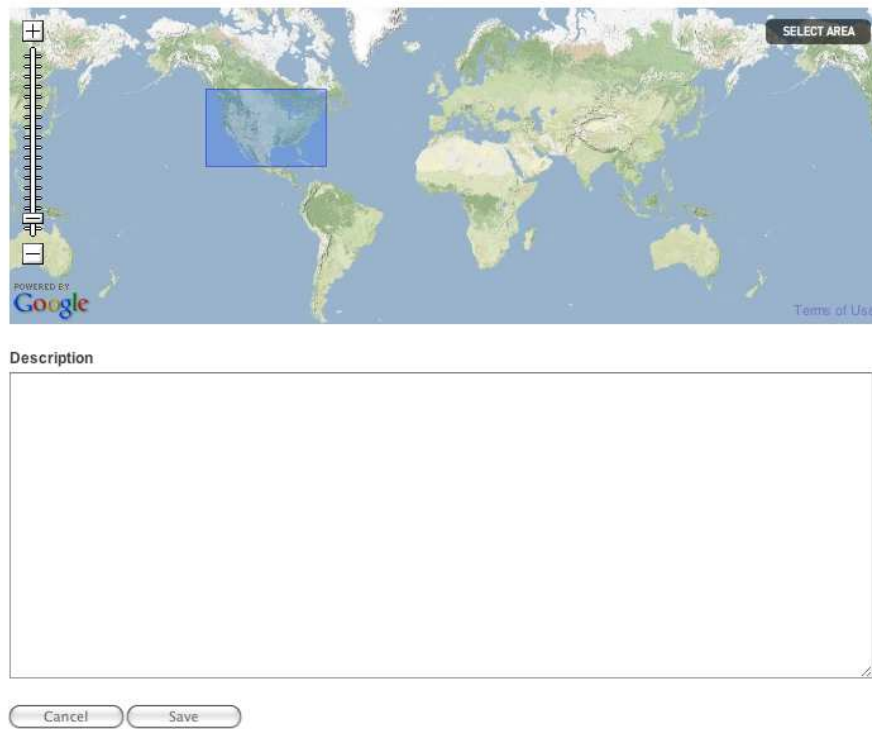 SELECT AREA
POWERED BY
Google
Terms of Use
Description
Cancel
Save